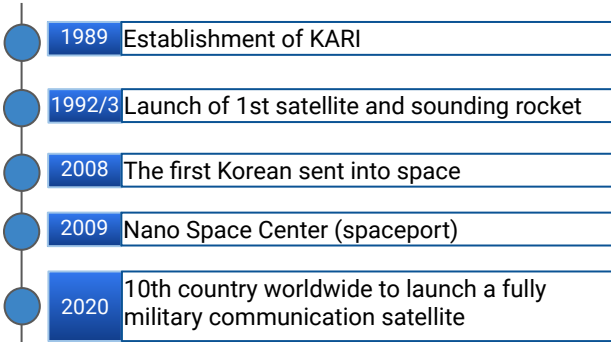 1989 Establishment of KARI
1992/3 Launch of 1st satellite and sounding rocket
2008 The first Korean sent into space
2009 Nano Space Center (spaceport)
2020 10th country worldwide to launch a fully
military communication satellite